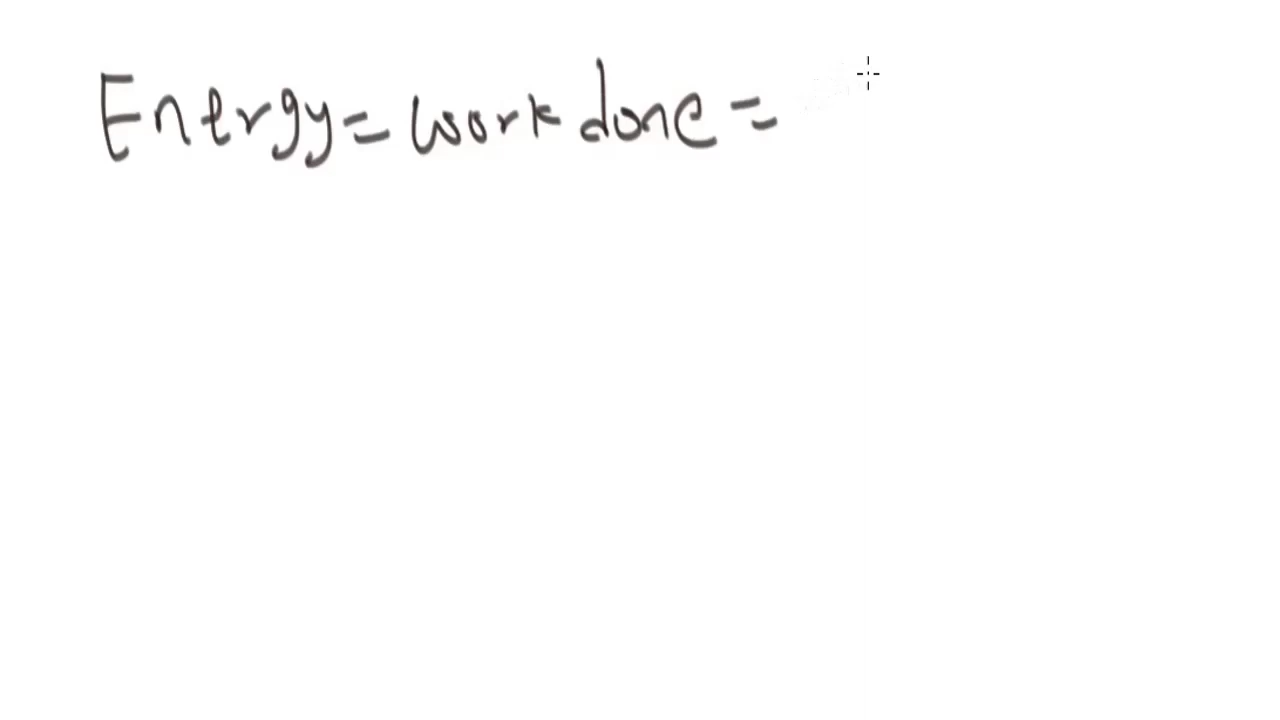 Energy = work done =